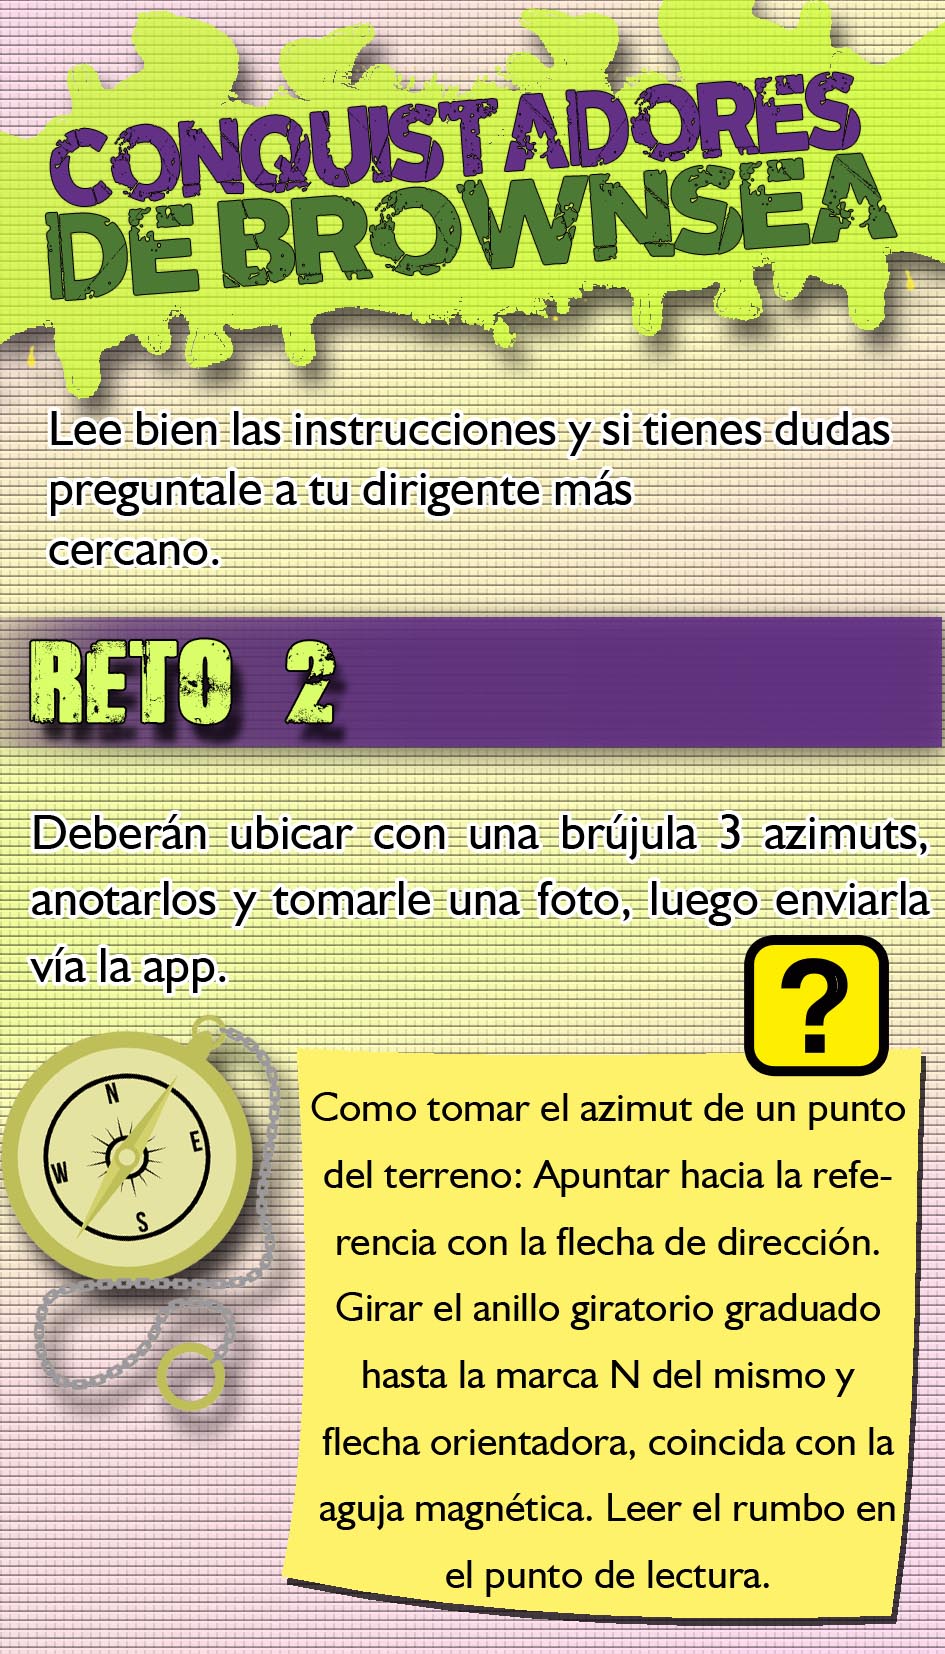 CONQUISTADORES
DE BROWNSEA
Lee bien las instrucciones y si tienes dudas
preguntale a tu dirigente más
cercano.
RETO 2
Deberán ubicar con una brújula 3 azimuts,
anotarlos y tomarle una foto, luego enviarla
vía la app.
?
N
E
W
S
Como tomar el azimut de un punto
del terreno: Apuntar hacia la refe-
rencia con la flecha de dirección.
Girar el anillo giratorio graduado
hasta la marca N del mismo y
flecha orientadora, coincida con la
aguja magnética. Leer el rumbo en
el punto de lectura.